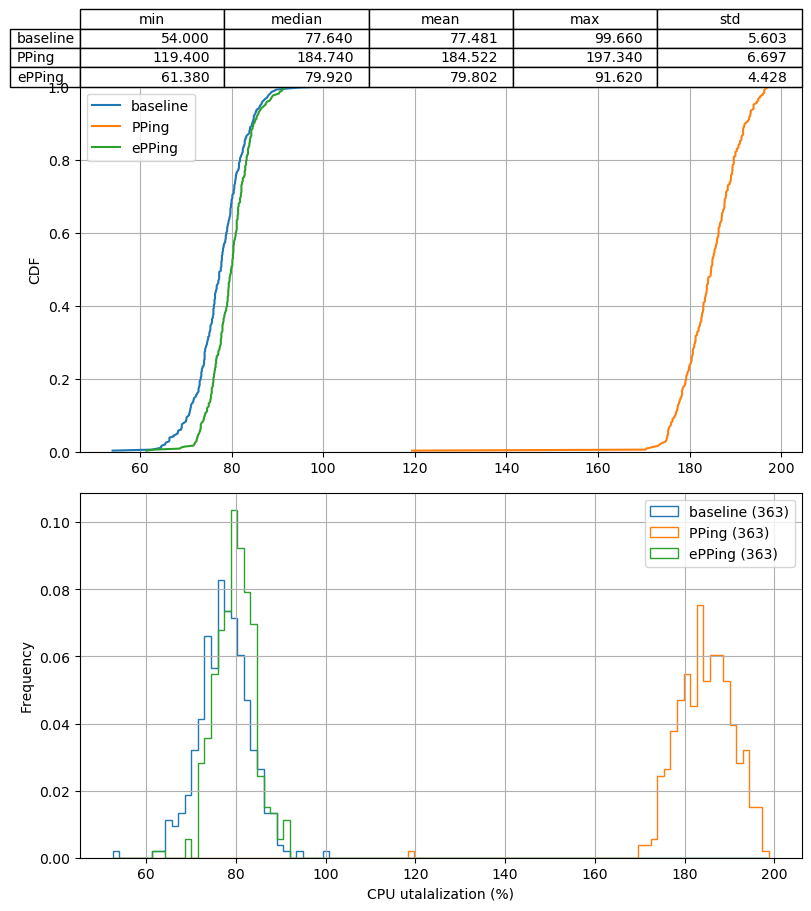 min median mean max std
baseline 54.000 77.640 77.481 99.660 5.603
PPing 119.400 184.740 184.522 197.340 6.697
ePPing 61.380 79.920 79.802 91.620 4.428
1.0
0.8
0.6
0.4
0.2
0.0
CDF
baseline
PPing
ePPing
60 80 100 120 140 160 180 200
0.10
0.08
0.06
0.04
0.02
0.00
Frequency
baseline (363)
PPing (363)
ePPing (363)
60 80 100 120 140 160 180 200
CPU utalalization (%)